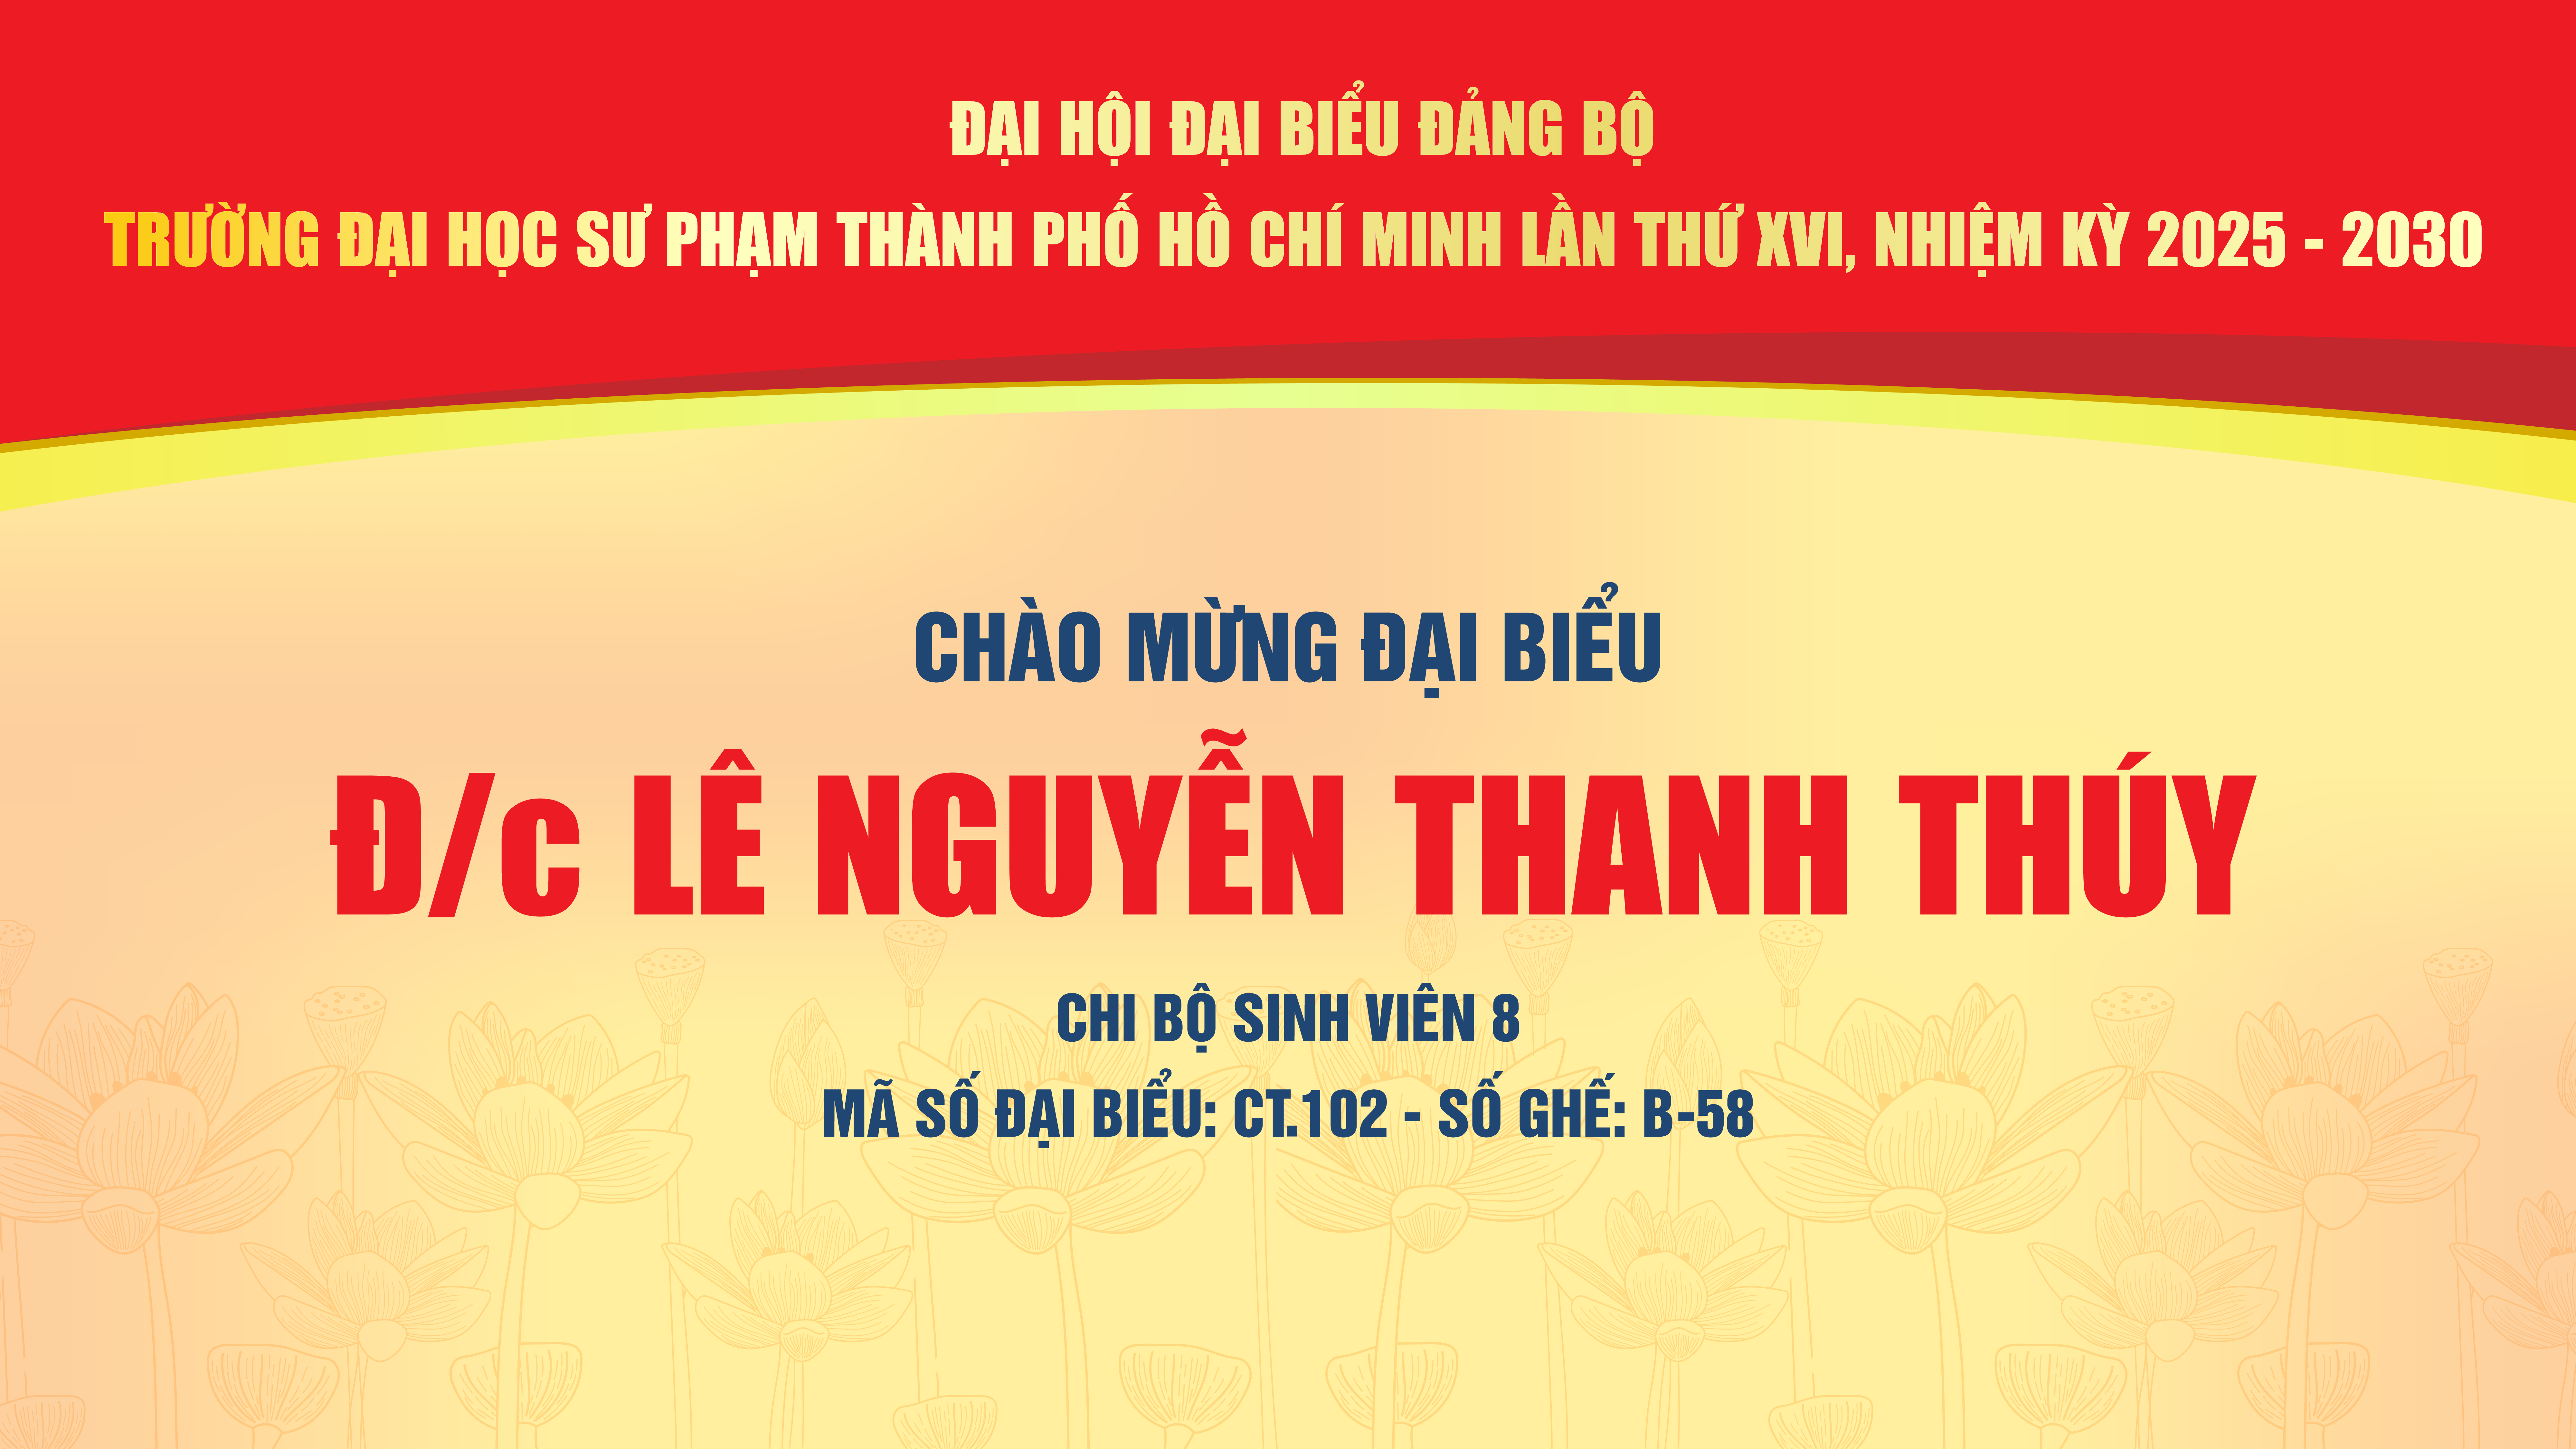 ĐẠI HỘI ĐẠI BIỂU ĐẢNG BỘ
TRƯỜNG ĐẠI HỌC SƯ PHẠM THÀNH PHỐ HỒ CHÍ MINH LẦN THỨ XVI, NHIỆM KỲ 2025 - 2030
CHÀO MỪNG ĐẠI BIỂU
Đ/c LÊ NGUYỄN THANH THÚY
CHI BỘ SINH VIÊN 8
MÃ SỐ ĐẠI BIỂU: CT.102 - SỐ GHẾ: B-58